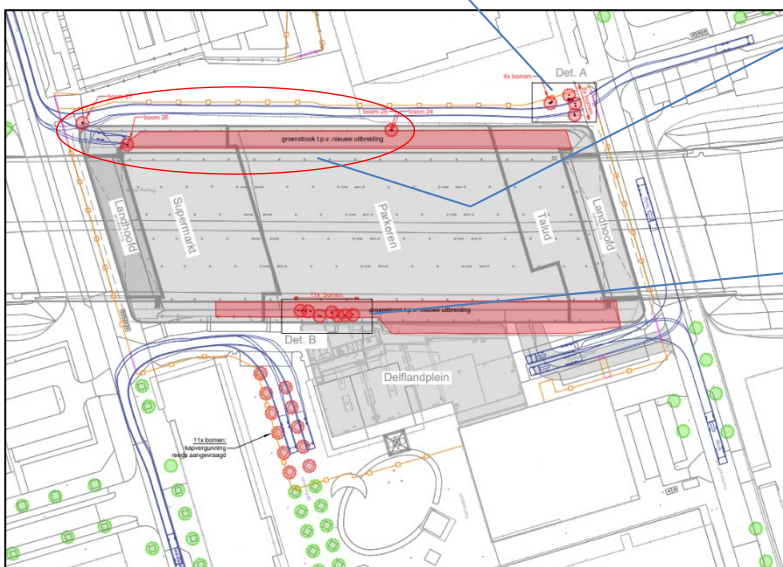 Det. A
6x bomen
boom 27
boom 26
boom 25
boom 24
groenstrook t.p.v. nieuwe uitbreiding
Landhoofd
Supermarkt
Parkeren
Talud
Landhoofd
11x bomen
groenstrook t.p.v. nieuwe uitbreiding
Det. B
Delflandplein
11x bomen:
kapvergunning
reeds aangevraagd